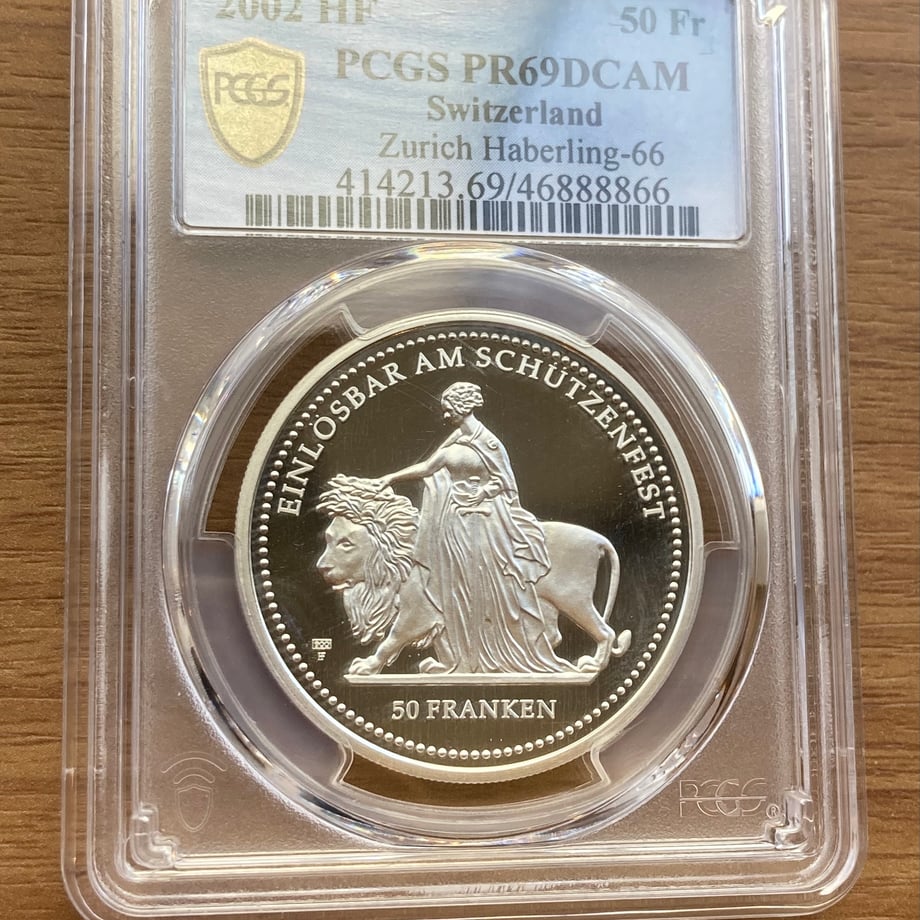 2002 HF 50 Fr
PCGS PCGS PR69DCAM
Switzerland
Zurich Haberling-66
414213.69/46888866
EINLÖSBAR AM SCHÜTZENFEST
50 FRANKEN
PCGS